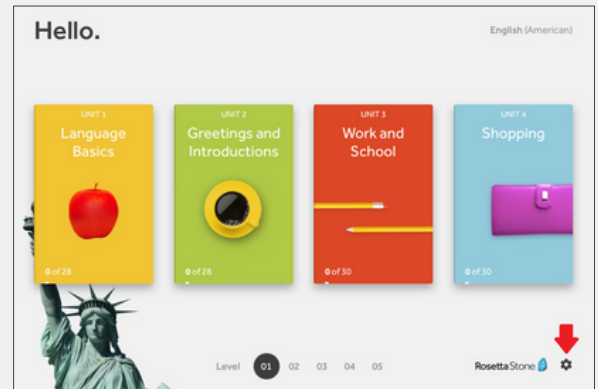 Hello.
English (American)
UNIT 1
Language
Basics
0 of 28
UNIT 2
Greetings and
Introductions
0 of 28
UNIT 3
Work and
School
0 of 30
UNIT 4
Shopping
0 of 30
Level 01 02 03 04 05
RosettaStone